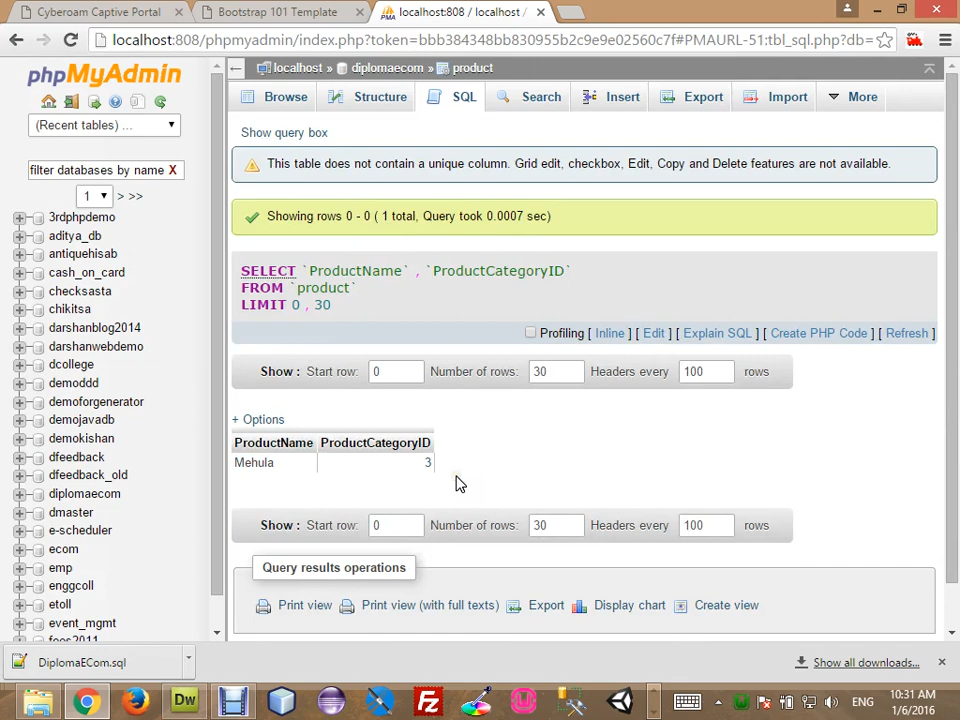 Cyberoam Captive Portal
Bootstrap 101 Template
localhost:808 / localhost /
localhost:808/phpmyadmin/index.php?token=bbb384348bb830955b2c9e9e02560c7f#PMAURL-51:tbl_sql.php?db=
phpMyAdmin
(Recent tables) ...
filter databases by name X
1 > >>
3rdphpdemo
aditya_db
antiquehisab
cash_on_card
checksasta
chikitsa
darshanblog2014
darshanwebdemo
dcollege
demoddd
demoforgenerator
demojavadb
demokishan
dfeedback
dfeedback_old
diplomaecom
dmaster
e-scheduler
ecom
emp
enggcoll
etoll
event_mgmt
fees2011
localhost » diplomaecom » product
Browse Structure SQL Search Insert Export Import More
Show query box
This table does not contain a unique column. Grid edit, checkbox, Edit, Copy and Delete features are not available.
Showing rows 0 - 0 ( 1 total, Query took 0.0007 sec)
SELECT `ProductName` , `ProductCategoryID`
FROM `product`
LIMIT 0 , 30
Profiling [ Inline ] [ Edit ] [ Explain SQL ] [ Create PHP Code ] [ Refresh ]
Show : Start row: 0 Number of rows: 30 Headers every 100 rows
+ Options
ProductName ProductCategoryID
Mehula 3
Show : Start row: 0 Number of rows: 30 Headers every 100 rows
Query results operations
Print view Print view (with full texts) Export Display chart Create view
DiplomaECom.sql
Show all downloads...
ENG
10:31 AM
1/6/2016